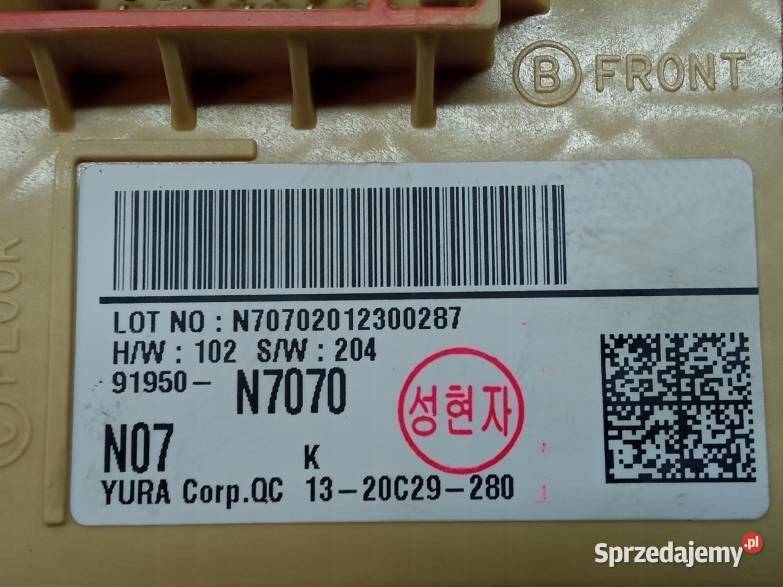 B FRONT
FLOOR
LOT NO : N70702012300287
H/W : 102 S/W : 204
91950- N7070
성현자
N07 K
YURA Corp.QC 13-20C29-280
Sprzedajemy.pl